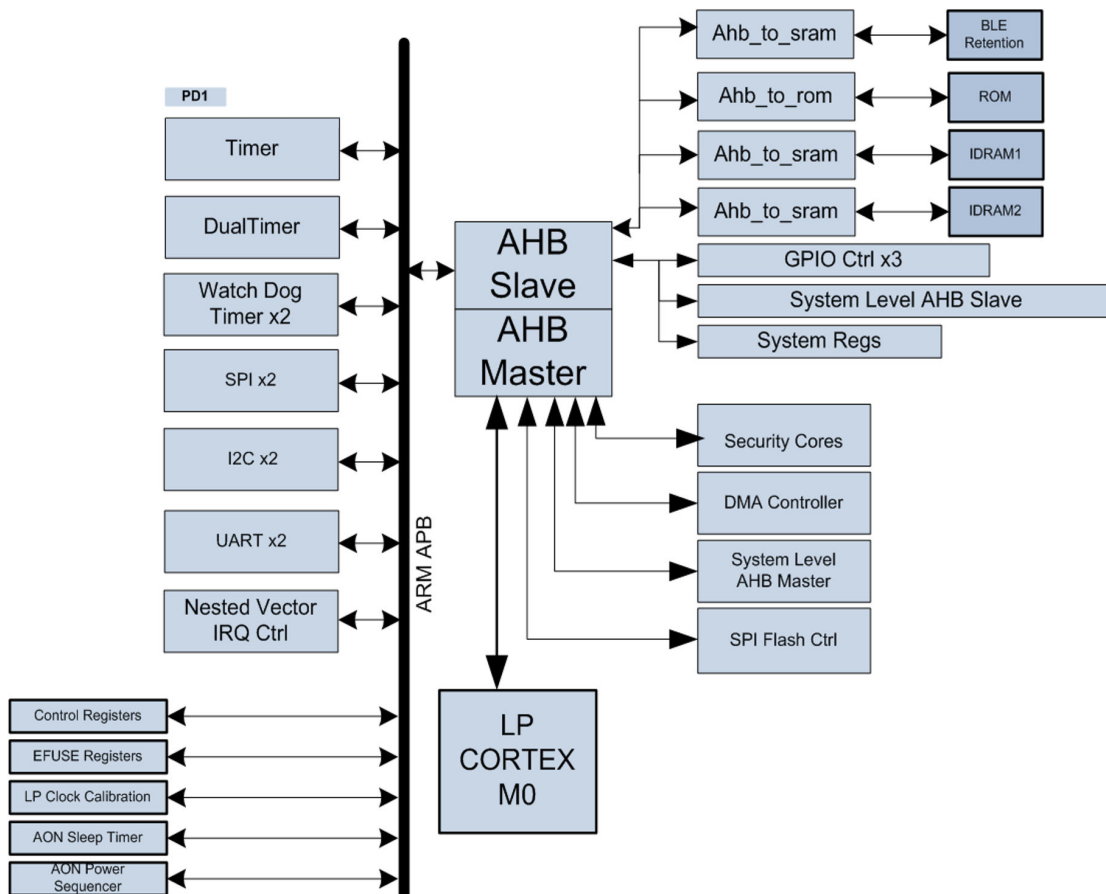 PD1
Timer
DualTimer
Watch Dog
Timer x2
SPI x2
I2C x2
UART x2
Nested Vector
IRQ Ctrl
Control Registers
EFUSE Registers
LP Clock Calibration
AON Sleep Timer
AON Power
Sequencer
ARM APB
AHB
Slave
AHB
Master
LP
CORTEX
M0
Ahb_to_sram
BLE
Retention
Ahb_to_rom
ROM
Ahb_to_sram
IDRAM1
Ahb_to_sram
IDRAM2
GPIO Ctrl x3
System Level AHB Slave
System Regs
Security Cores
DMA Controller
System Level
AHB Master
SPI Flash Ctrl